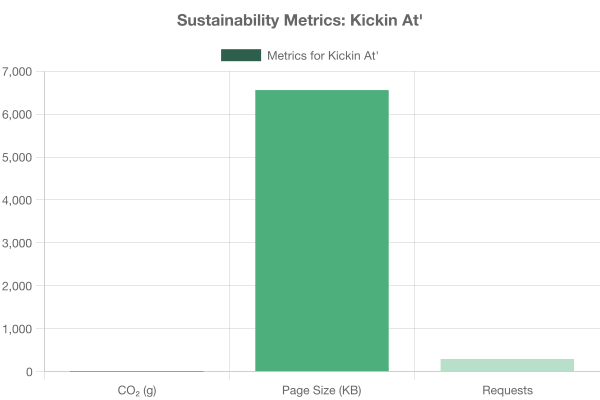 Sustainability Metrics: Kickin At'
Metrics for Kickin At'
7,000
6,000
5,000
4,000
3,000
2,000
1,000
0
CO₂ (g)
Page Size (KB)
Requests